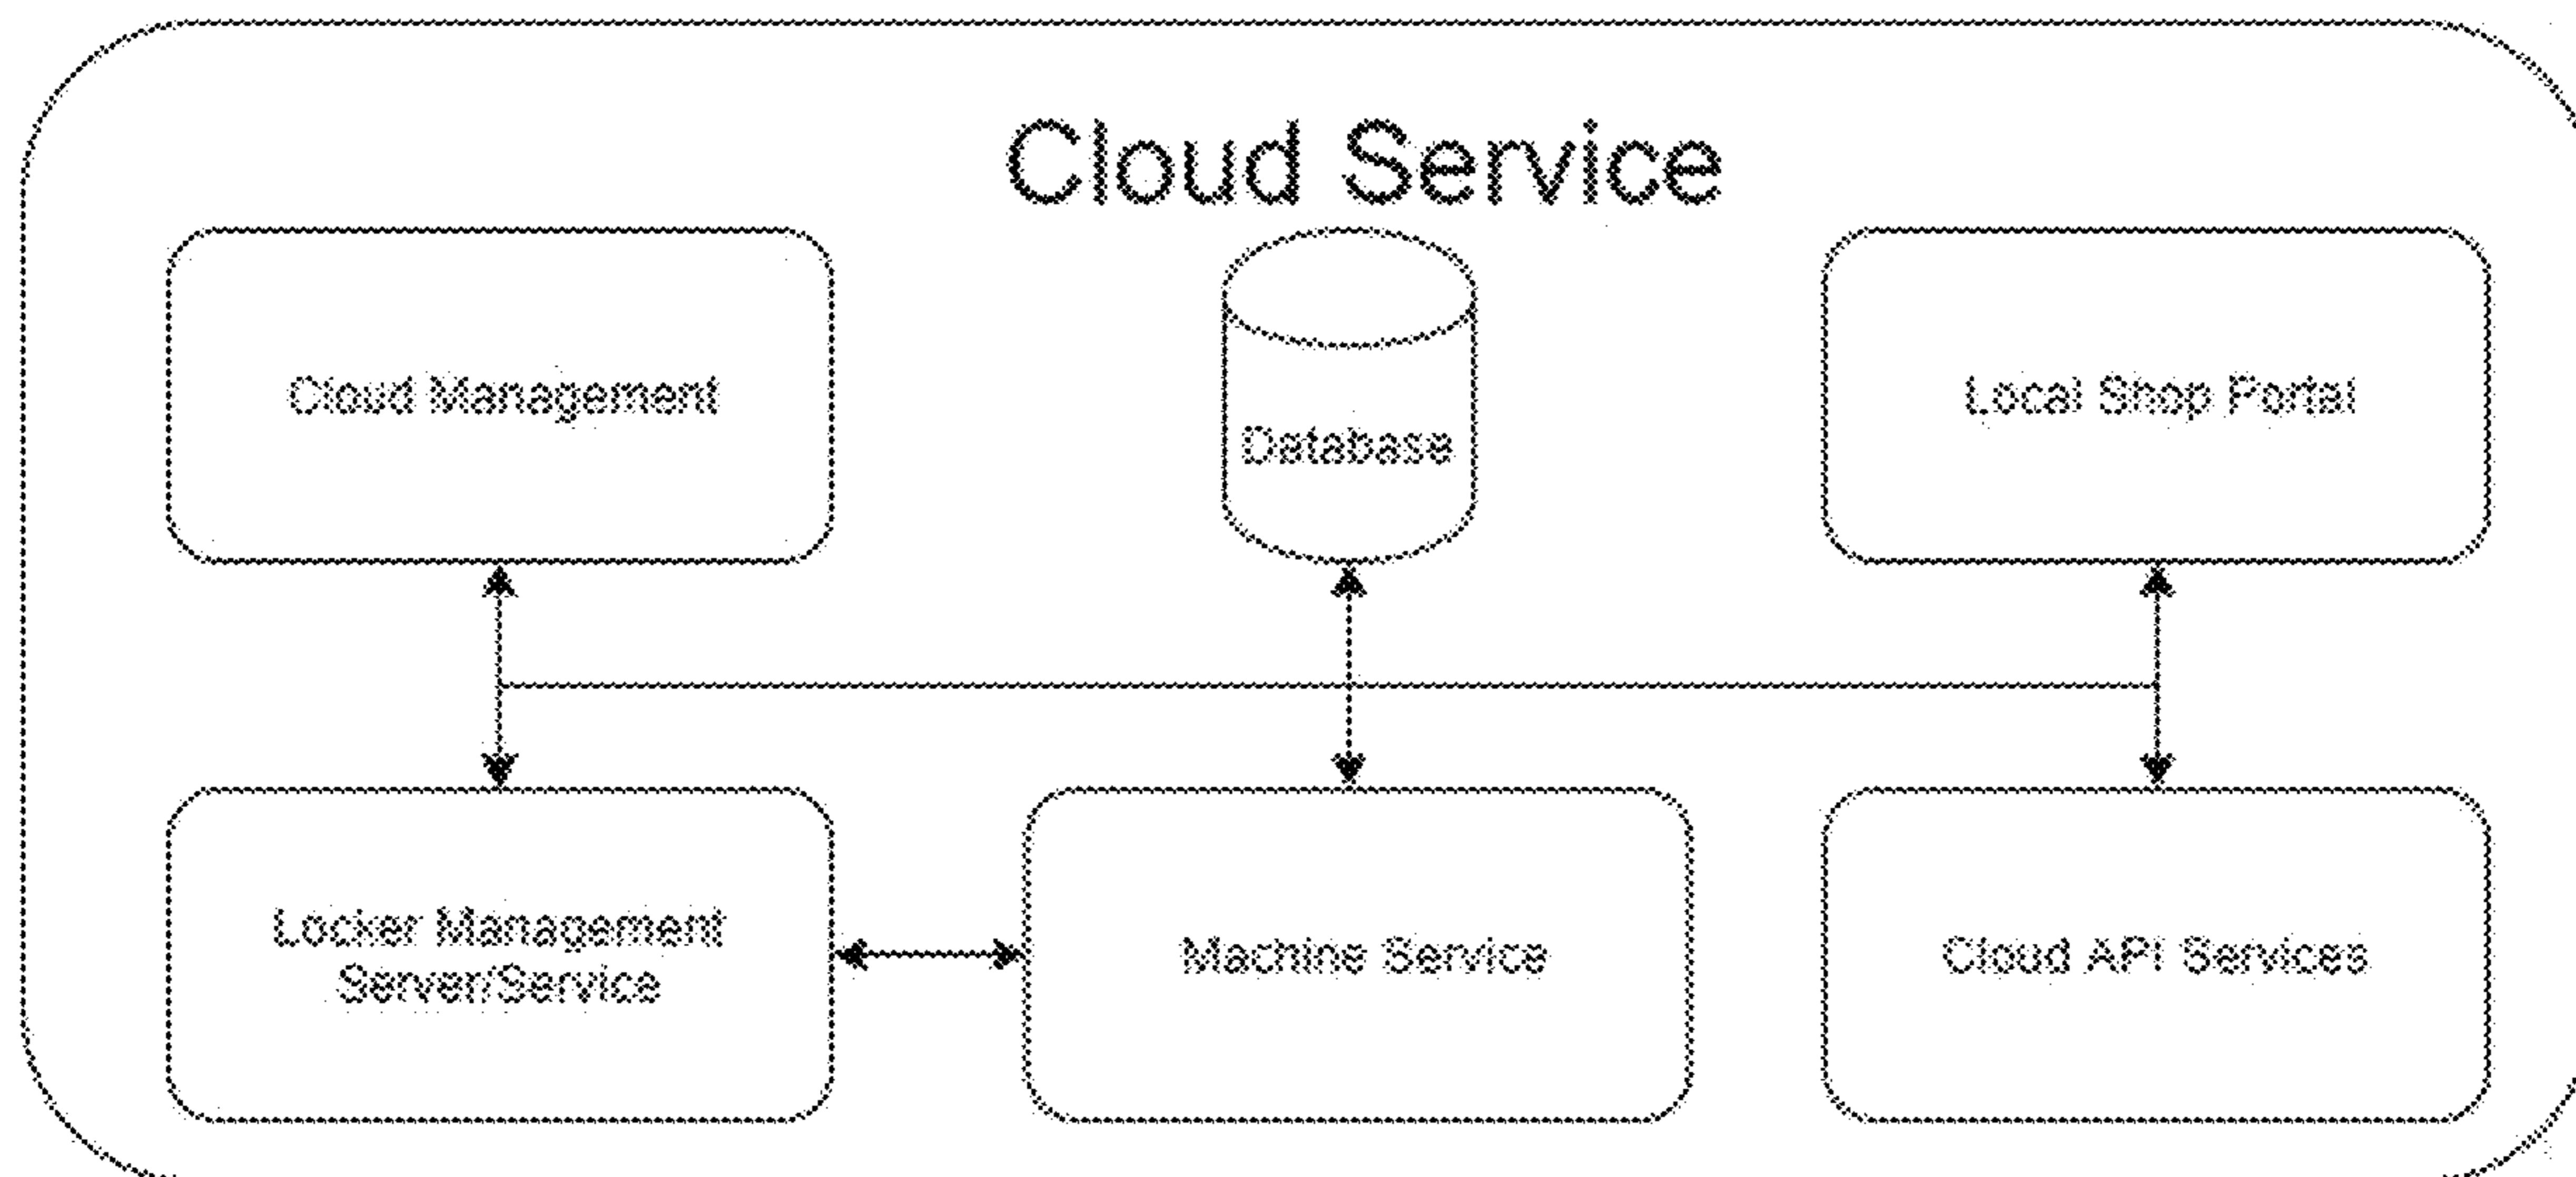 Cloud Service
Cloud Management
Database
Local Shop Portal
Locker Management
Server/Service
Machine Service
Cloud API Services